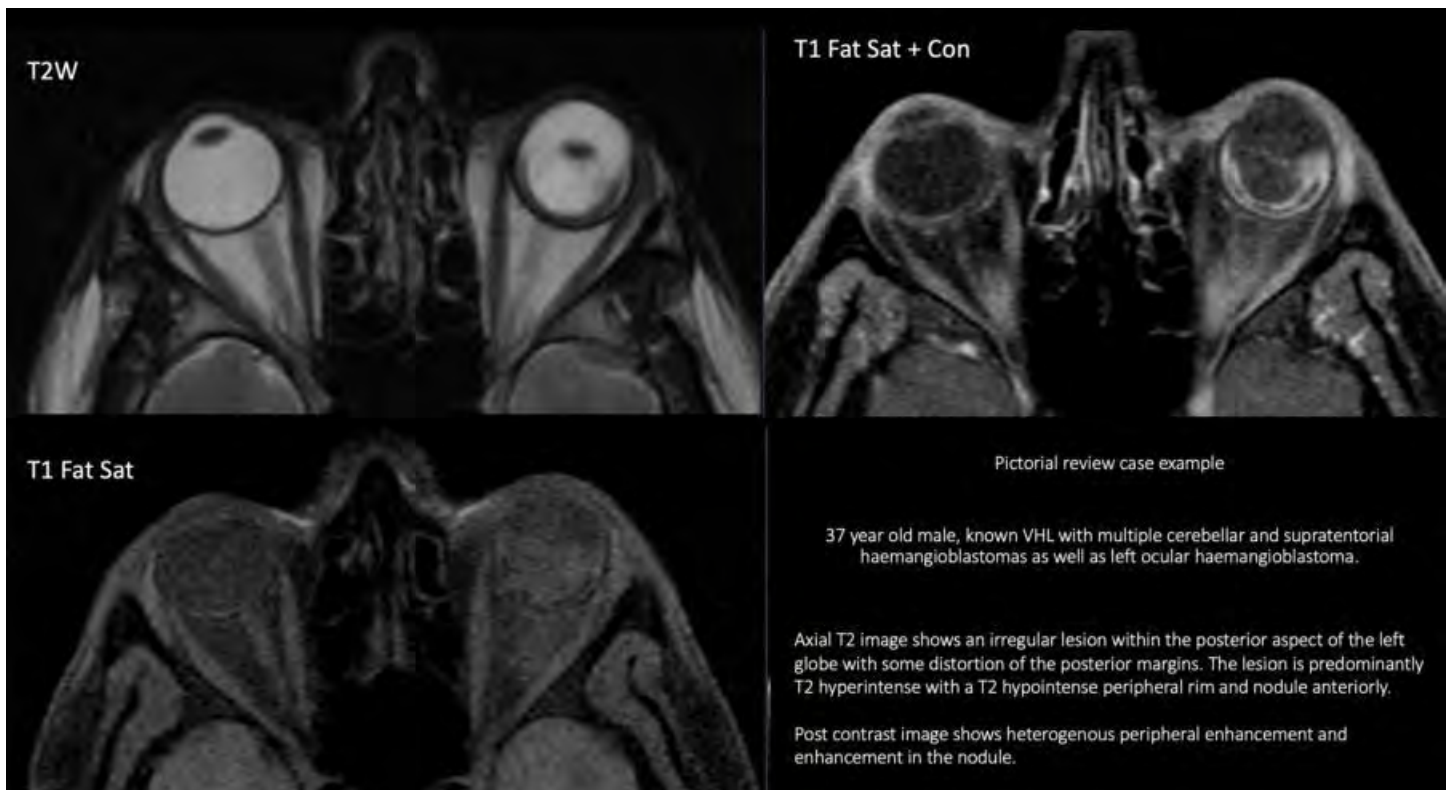 T2W
T1 Fat Sat + Con
T1 Fat Sat
Pictorial review case example
37 year old male, known VHL with multiple cerebellar and supratentorial
haemangioblastomas as well as left ocular haemangioblastoma.
Axial T2 image shows an irregular lesion within the posterior aspect of the left
globe with some distortion of the posterior margins. The lesion is predominantly
T2 hyperintense with a T2 hypointense peripheral rim and nodule anteriorly.
Post contrast image shows heterogenous peripheral enhancement and
enhancement in the nodule.